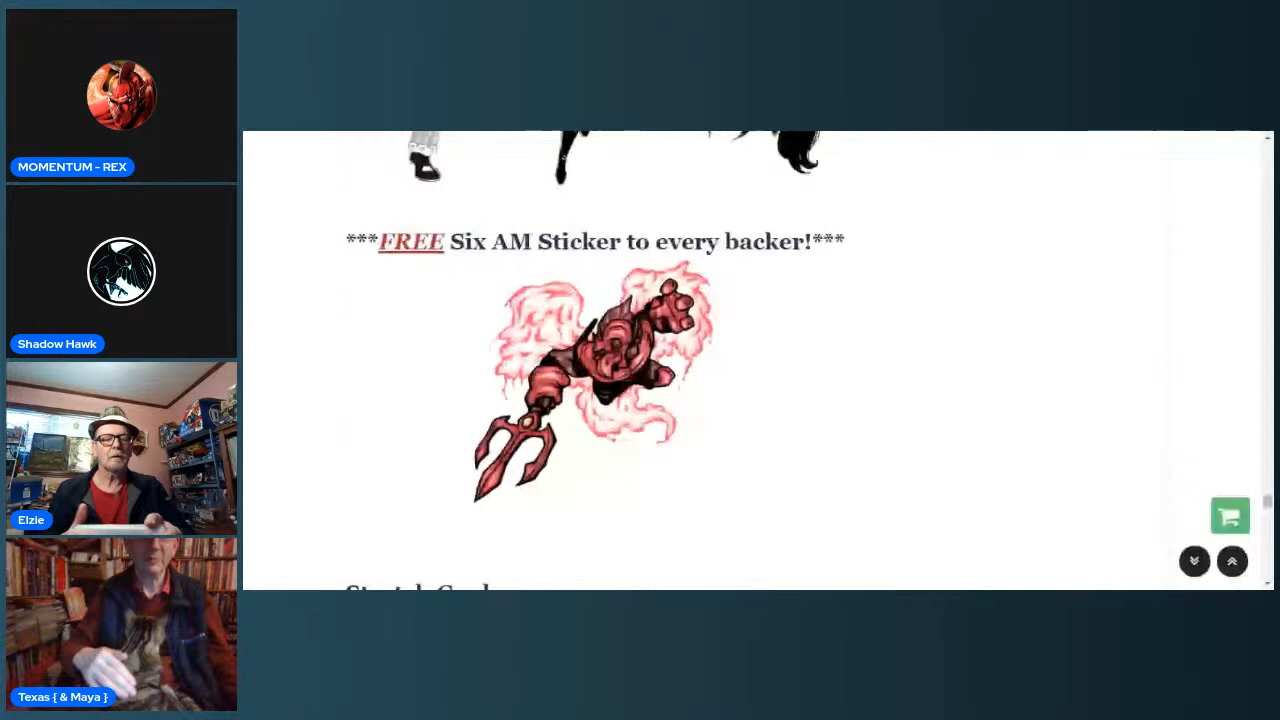 MOMENTUM - REX
Shadow Hawk
Elzie
Texas { & Maya }
***FREE Six AM Sticker to every backer!***